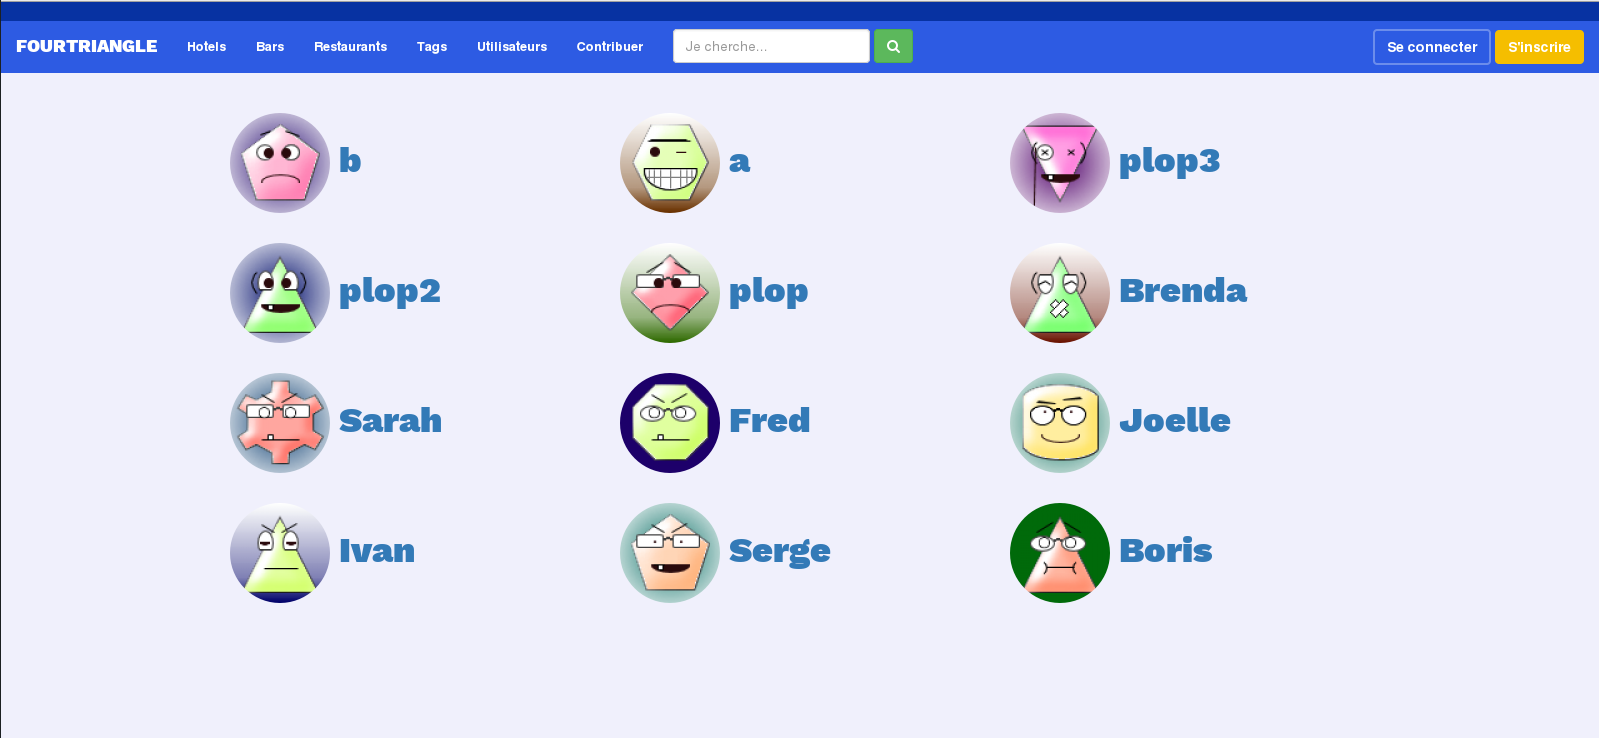 FOURTRIANGLE Hotels Bars Restaurants Tags Utilisateurs Contribuer Je cherche... Se connecter S'inscrire
b a plop3
plop2 plop Brenda
Sarah Fred Joelle
Ivan Serge Boris